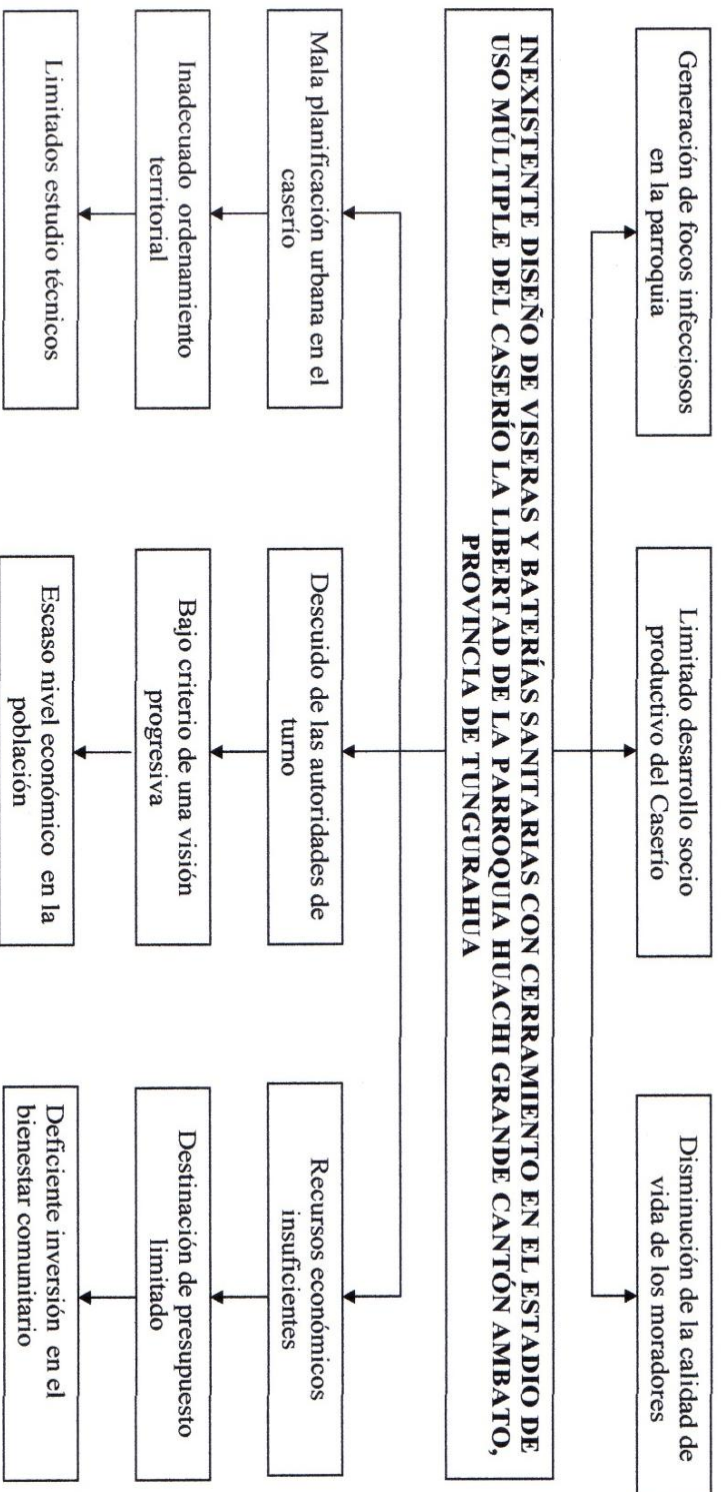 Generación de focos infecciosos
en la parroquia
Limitado desarrollo socio
productivo del Caserío
Disminución de la calidad de
vida de los moradores
INEXISTENTE DISEÑO DE VISERAS Y BATERÍAS SANITARIAS CON CERRAMIENTO EN EL ESTADIO DE
USO MÚLTIPLE DEL CASERÍO LA LIBERTAD DE LA PARROQUIA HUACHI GRANDE CANTÓN AMBATO,
PROVINCIA DE TUNGURAHUA
Mala planificación urbana en el
caserío
Descuido de las autoridades de
turno
Recursos económicos
insuficientes
Inadecuado ordenamiento
territorial
Bajo criterio de una visión
progresiva
Destinación de presupuesto
limitado
Limitados estudio técnicos
Escaso nivel económico en la
población
Deficiente inversión en el
bienestar comunitario